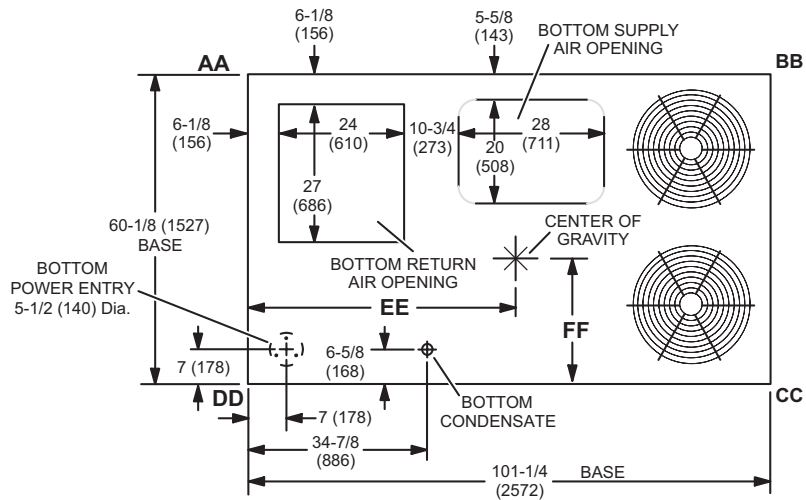 6-1/8
(156)
5-5/8
(143)
BOTTOM SUPPLY
AIR OPENING
AA
BB
6-1/8
(156)
24
(610)
10-3/4
(273)
28
(711)
20
(508)
27
(686)
60-1/8 (1527)
BASE
CENTER OF
GRAVITY
BOTTOM
POWER ENTRY
5-1/2 (140) Dia.
BOTTOM RETURN
AIR OPENING
EE
FF
7 (178)
6-5/8
(168)
DD
CC
7 (178)
BOTTOM
CONDENSATE
34-7/8
(886)
101-1/4
(2572)
BASE